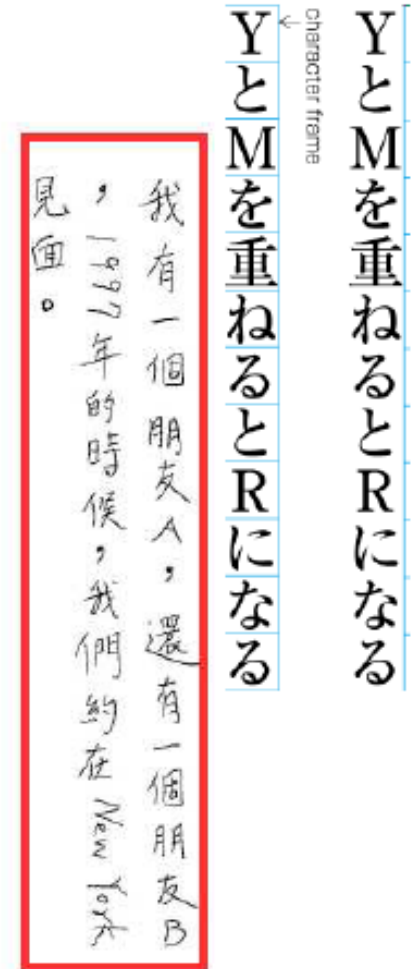 YとMを重ねるとRになる
character frame
YとMを重ねるとRになる
我有一個朋友A，還有一個朋友B
，1997年的時候，我們約在New York
見面。